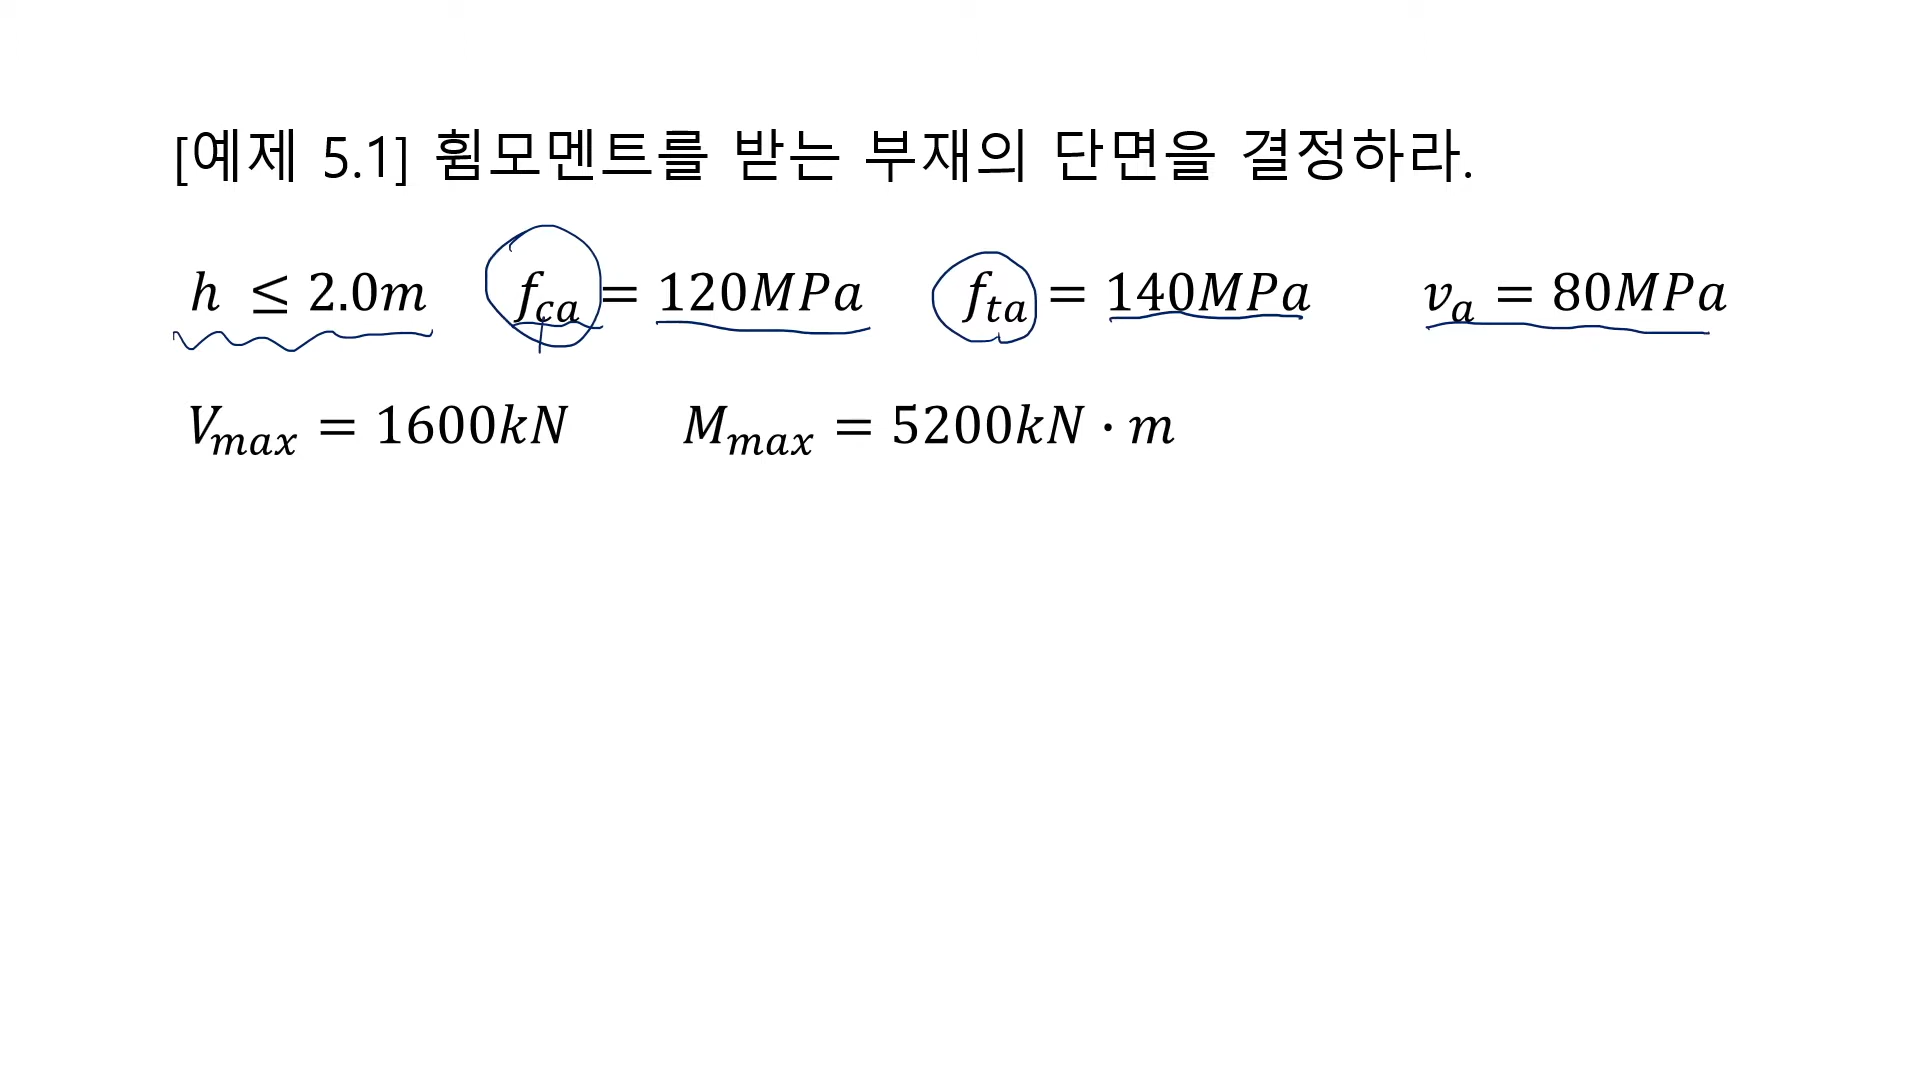 [예제 5.1] 휨모멘트를 받는 부재의 단면을 결정하라.
h ≤ 2.0m f_ca = 120MPa f_ta = 140MPa v_a = 80MPa
V_max = 1600kN M_max = 5200kN · m